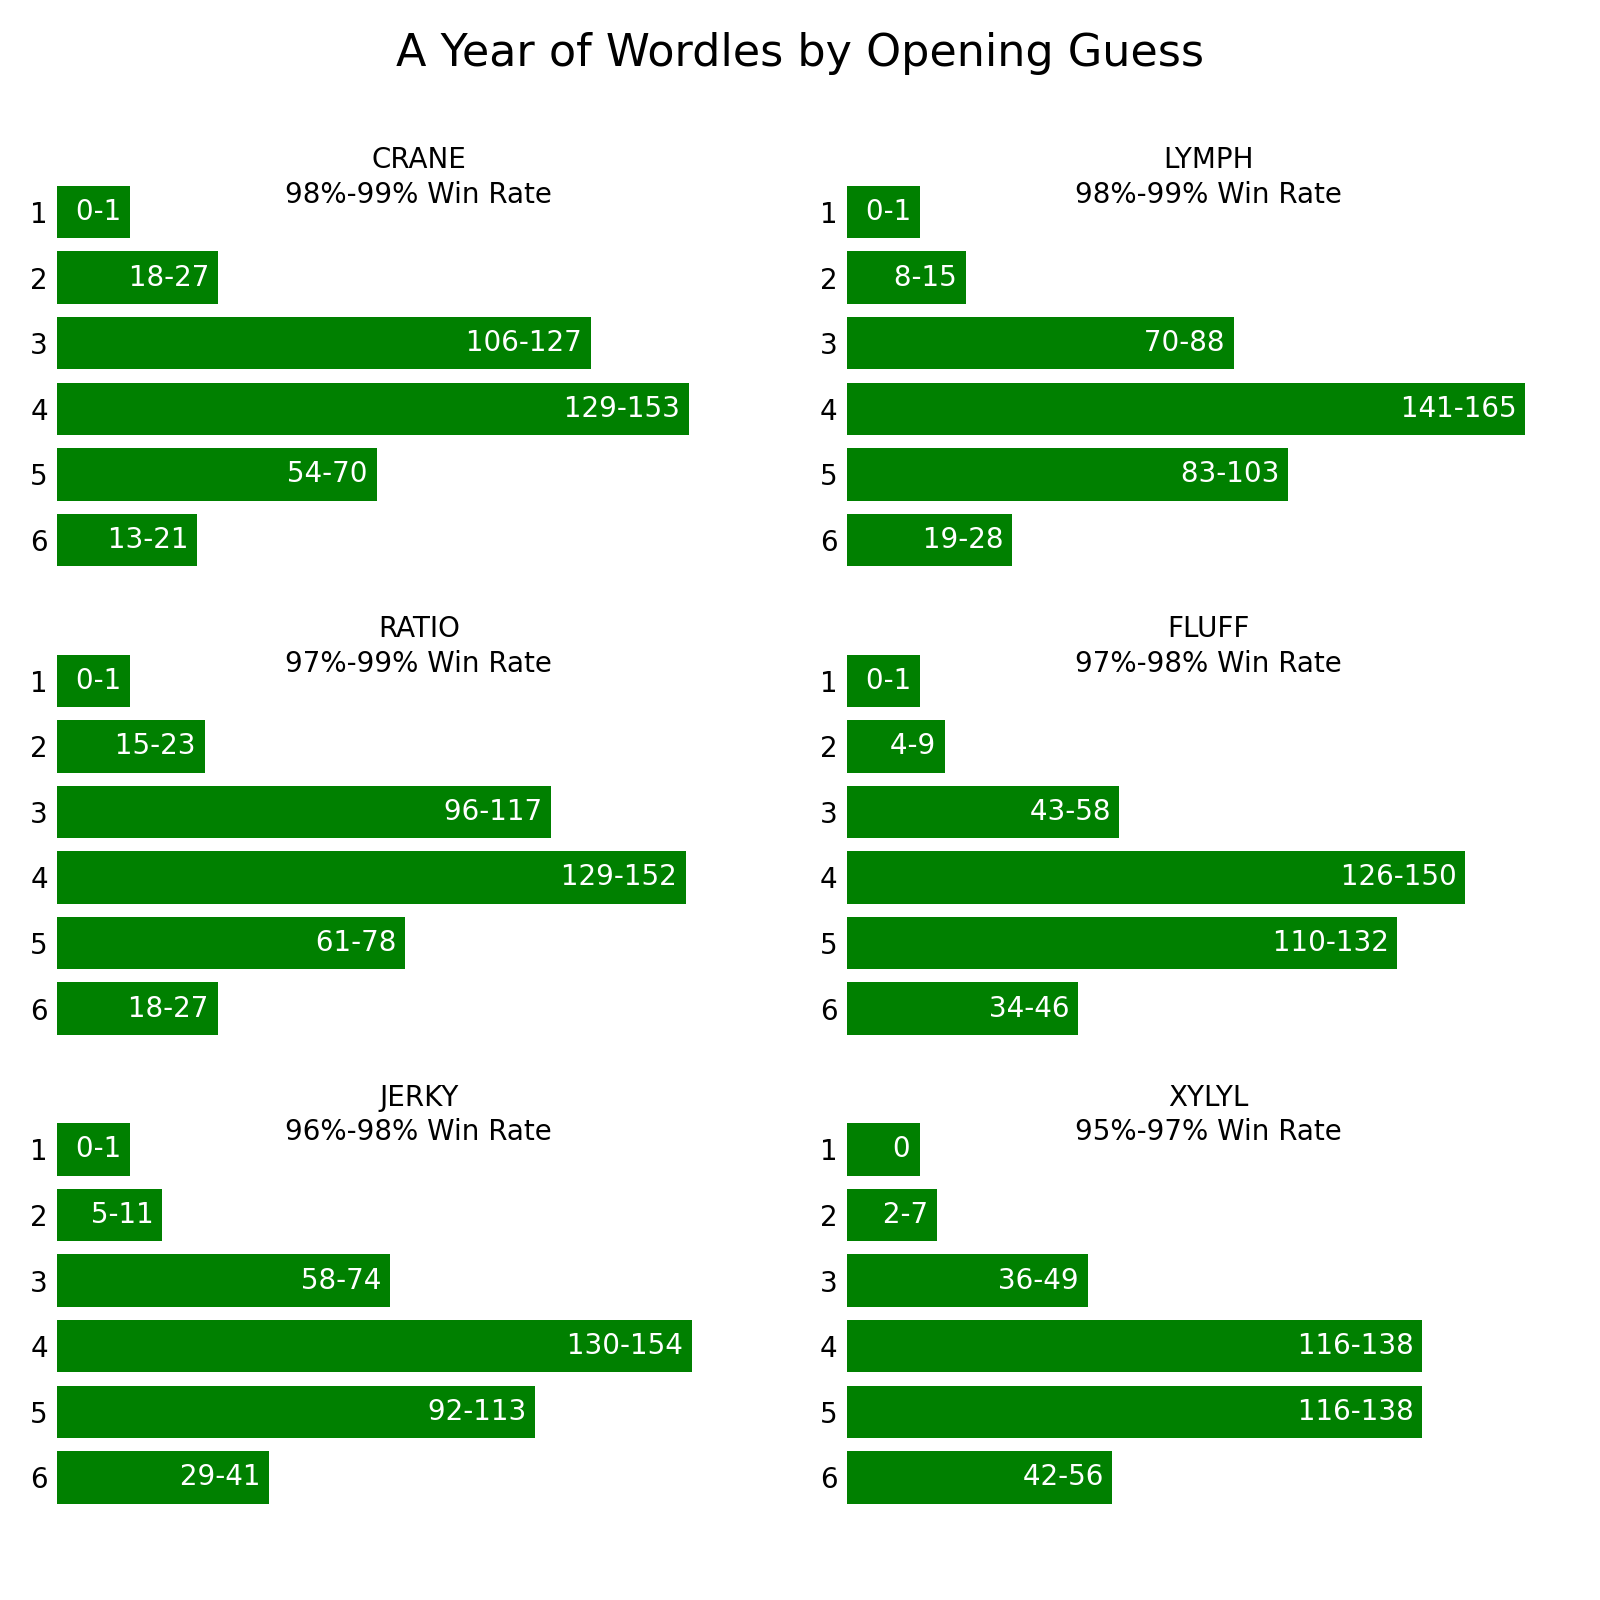 A Year of Wordles by Opening Guess
CRANE
98%-99% Win Rate
1 0-1
2 18-27
3 106-127
4 129-153
5 54-70
6 13-21
LYMPH
98%-99% Win Rate
1 0-1
2 8-15
3 70-88
4 141-165
5 83-103
6 19-28
RATIO
97%-99% Win Rate
1 0-1
2 15-23
3 96-117
4 129-152
5 61-78
6 18-27
FLUFF
97%-98% Win Rate
1 0-1
2 4-9
3 43-58
4 126-150
5 110-132
6 34-46
JERKY
96%-98% Win Rate
1 0-1
2 5-11
3 58-74
4 130-154
5 92-113
6 29-41
XYLYL
95%-97% Win Rate
1 0
2 2-7
3 36-49
4 116-138
5 116-138
6 42-56